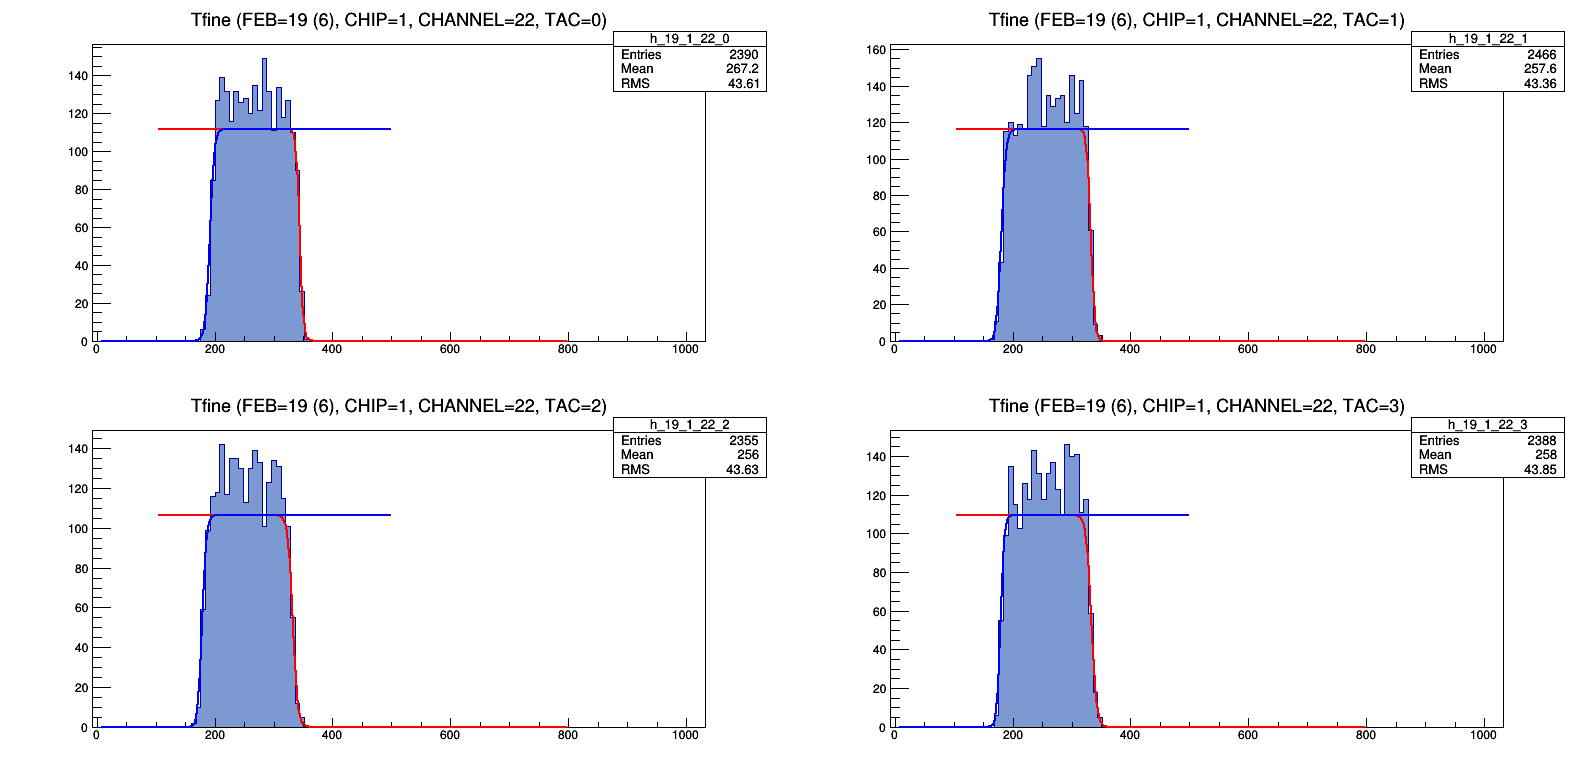 Tfine (FEB=19 (6), CHIP=1, CHANNEL=22, TAC=0)
h_19_1_22_0
Entries 2390
Mean 267.2
RMS 43.61
140
120
100
80
60
40
20
0
0 200 400 600 800 1000
Tfine (FEB=19 (6), CHIP=1, CHANNEL=22, TAC=1)
h_19_1_22_1
Entries 2466
Mean 257.6
RMS 43.36
160
140
120
100
80
60
40
20
0
0 200 400 600 800 1000
Tfine (FEB=19 (6), CHIP=1, CHANNEL=22, TAC=2)
h_19_1_22_2
Entries 2355
Mean 256
RMS 43.63
140
120
100
80
60
40
20
0
0 200 400 600 800 1000
Tfine (FEB=19 (6), CHIP=1, CHANNEL=22, TAC=3)
h_19_1_22_3
Entries 2388
Mean 258
RMS 43.85
140
120
100
80
60
40
20
0
0 200 400 600 800 1000